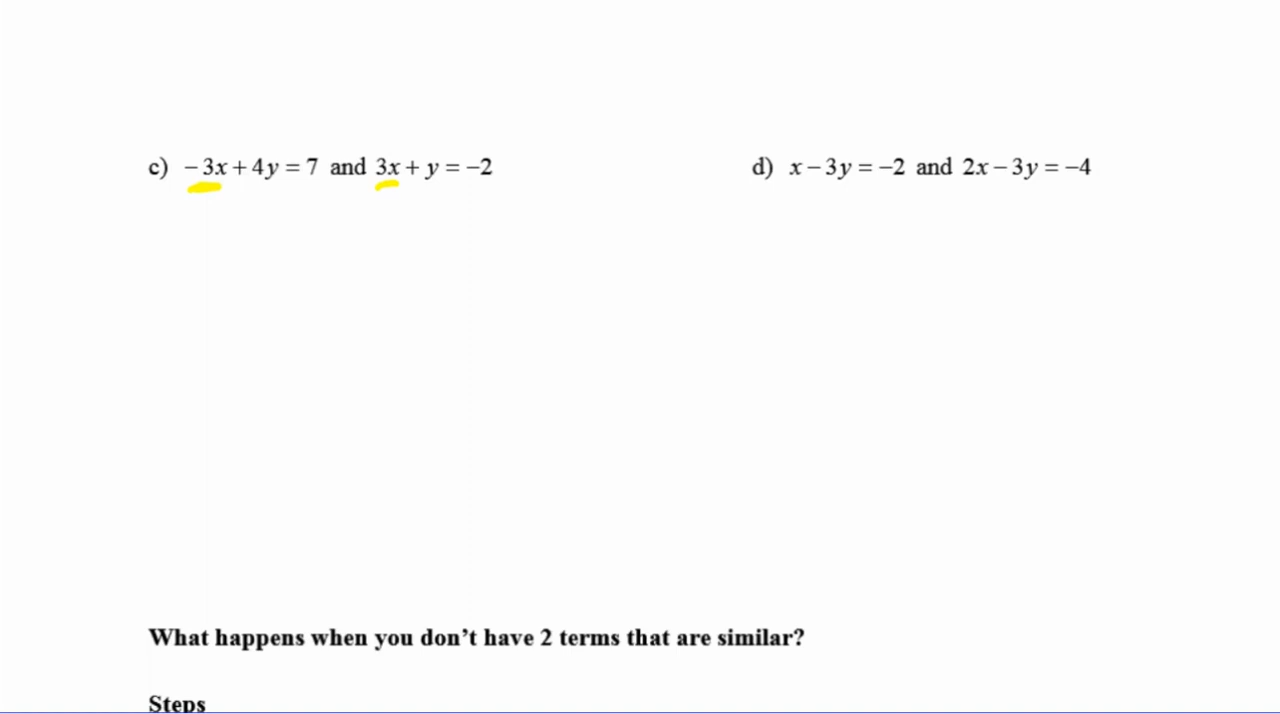 c) −3x + 4y = 7 and 3x + y = −2
d) x − 3y = −2 and 2x − 3y = −4
What happens when you don’t have 2 terms that are similar?
Steps